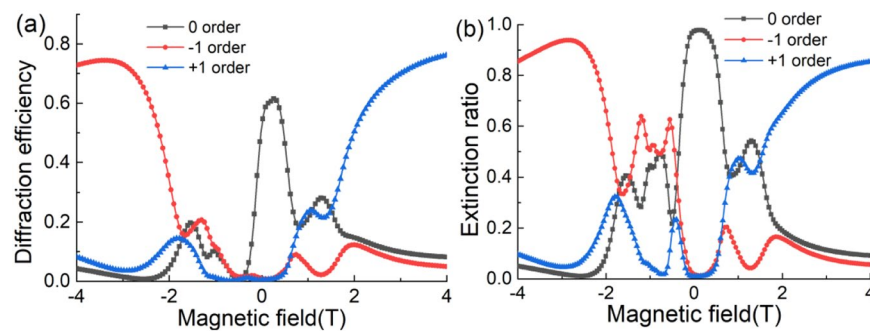 (a)
0 order
-1 order
+1 order
Diffraction efficiency
0.8
0.6
0.4
0.2
0.0
-4 -2 0 2 4
Magnetic field(T)
(b)
0 order
-1 order
+1 order
Extinction ratio
1.0
0.8
0.6
0.4
0.2
0.0
-4 -2 0 2 4
Magnetic field(T)